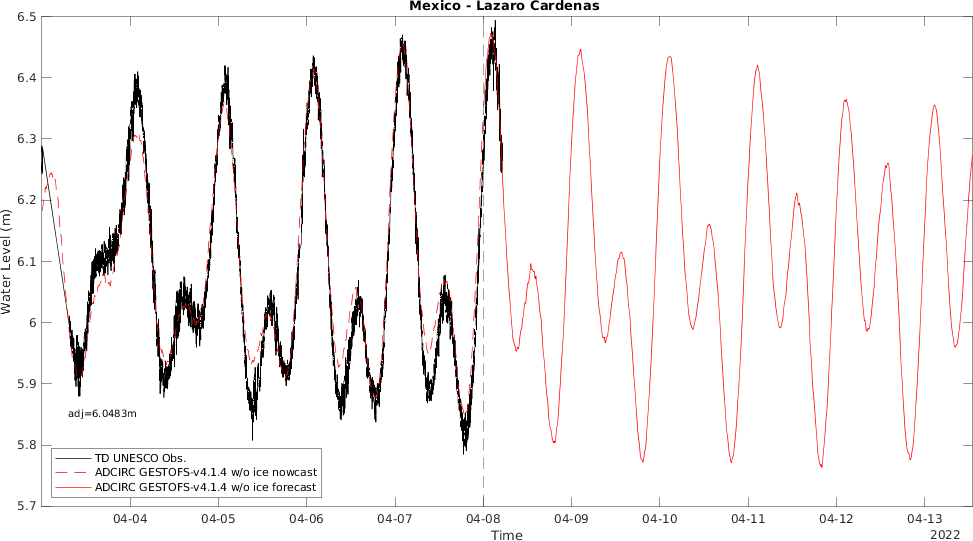 Mexico - Lazaro Cardenas
6.5
6.4
6.3
6.2
6.1
6
5.9
5.8
5.7
Water Level (m)
adj=6.0483m
TD UNESCO Obs.
ADCIRC GESTOFS-v4.1.4 w/o ice nowcast
ADCIRC GESTOFS-v4.1.4 w/o ice forecast
04-04 04-05 04-06 04-07 04-08 04-09 04-10 04-11 04-12 04-13
Time
2022